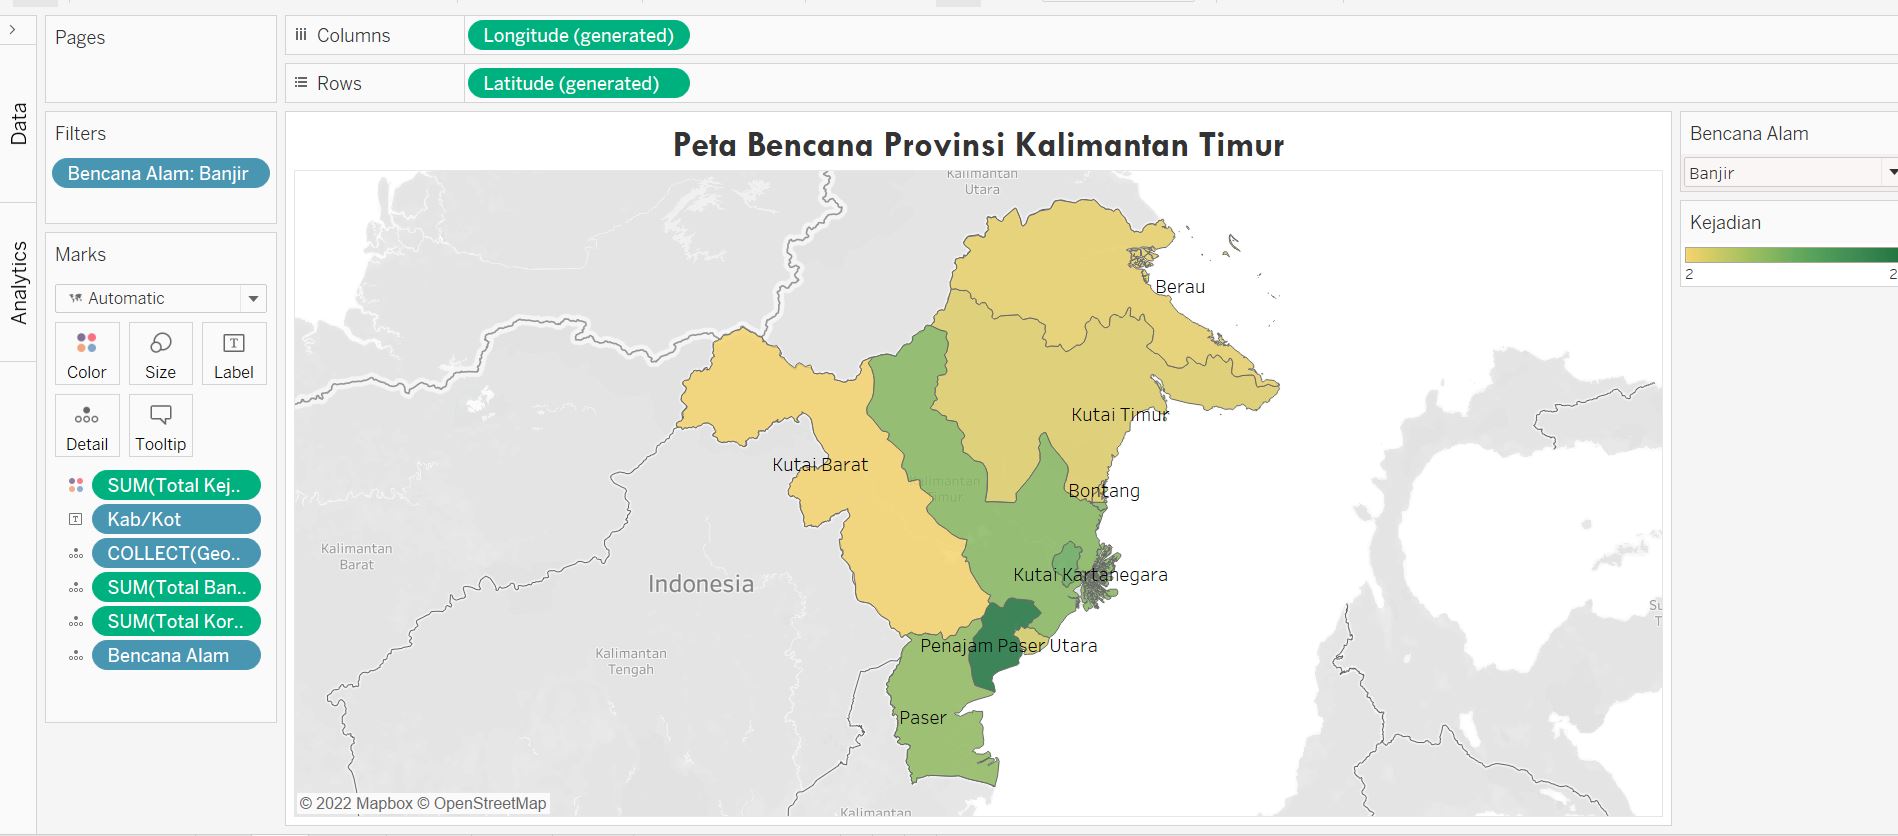 Pages
Columns
Longitude (generated)
Rows
Latitude (generated)
Data
Analytics
Filters
Bencana Alam: Banjir
Marks
Automatic
Color
Size
Label
Detail
Tooltip
SUM(Total Kej..
Kab/Kot
COLLECT(Geo..
SUM(Total Ban..
SUM(Total Kor..
Bencana Alam
Peta Bencana Provinsi Kalimantan Timur
Kalimantan
Utara
Berau
Kutai Timur
Kutai Barat
Bontang
Kalimantan
Barat
Indonesia
Kutai Kartanegara
Kalimantan
Tengah
Penajam Paser Utara
Paser
Kalimantan
© 2022 Mapbox © OpenStreetMap
Bencana Alam
Banjir
Kejadian
2
2